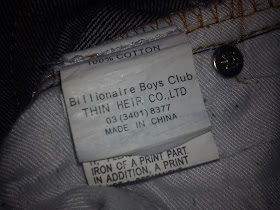 100% COTTON
Billionaire Boys Club
THIN HEIR, CO.,LTD
03 (3401) 8377
MADE IN CHINA
IRON OF A PRINT PART.
IN ADDITION, A PRINT